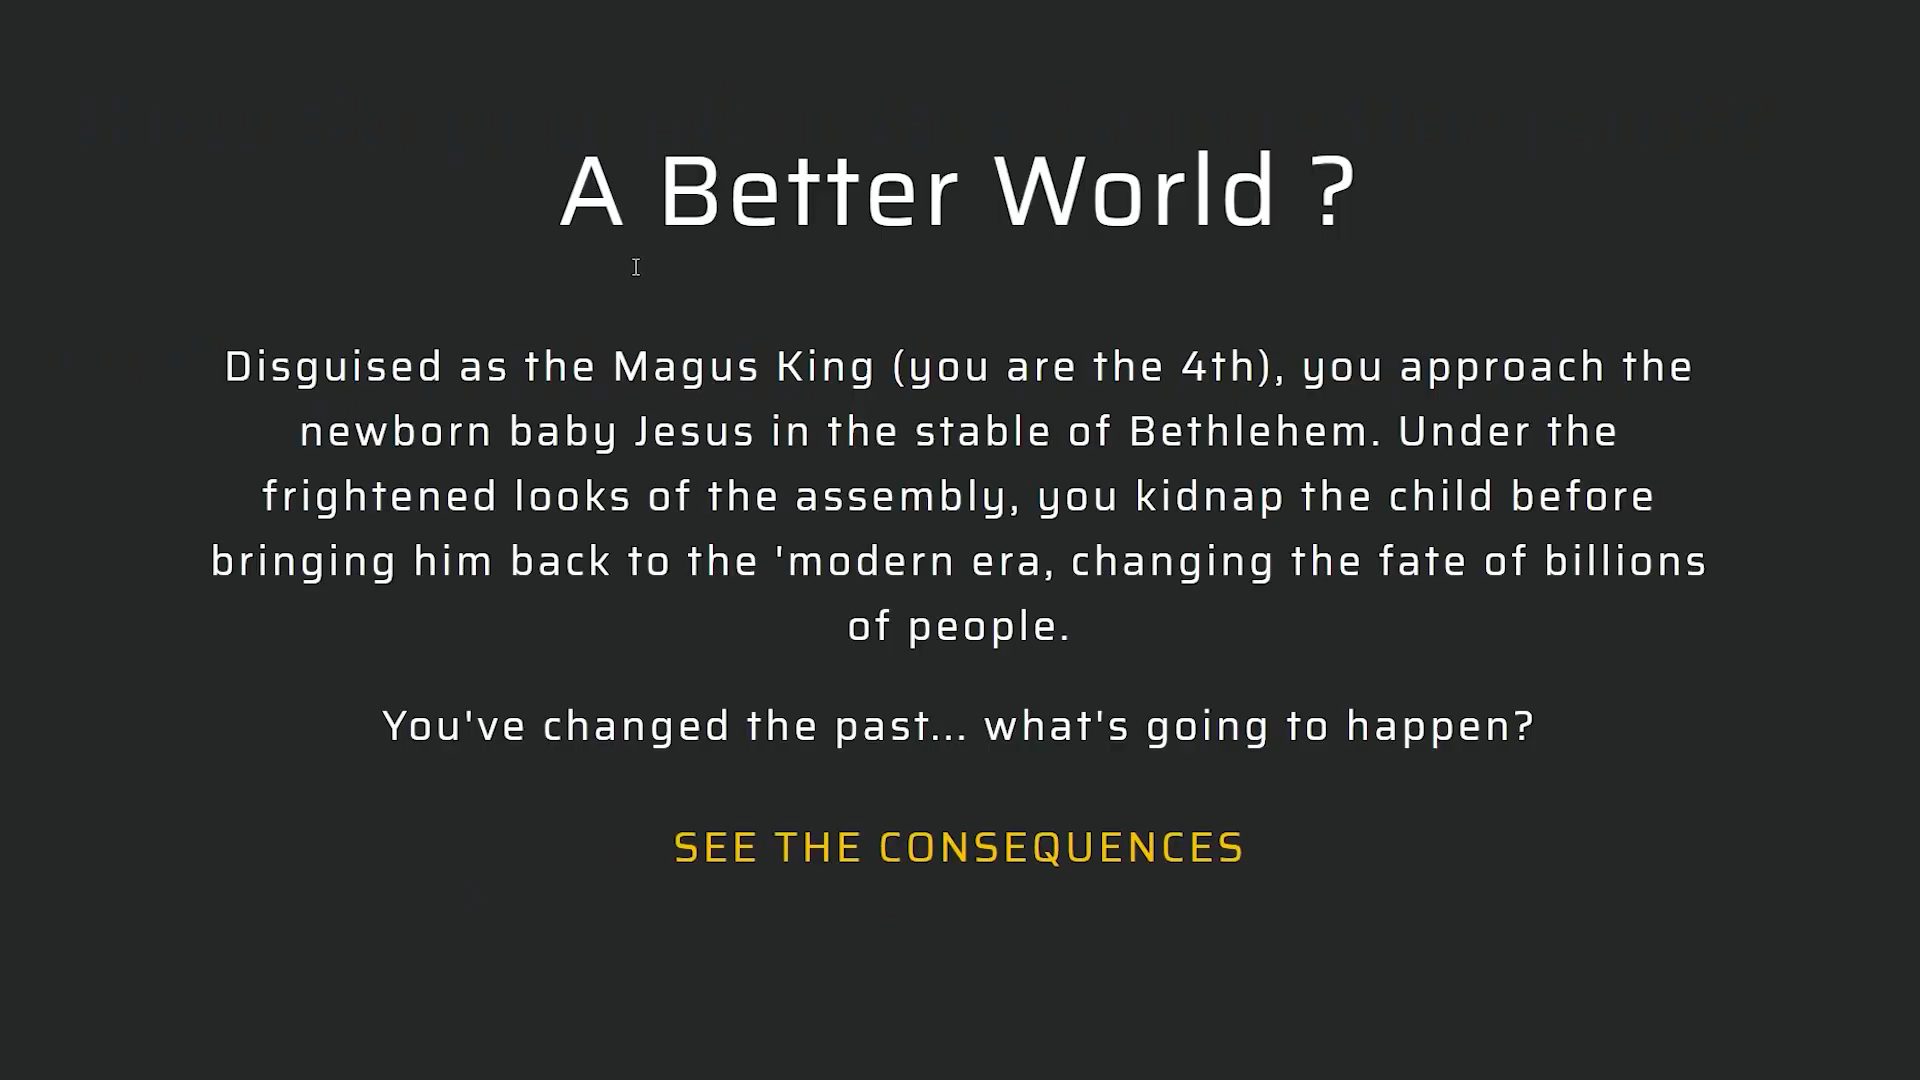 A Better World ?
Disguised as the Magus King (you are the 4th), you approach the
newborn baby Jesus in the stable of Bethlehem. Under the
frightened looks of the assembly, you kidnap the child before
bringing him back to the 'modern era, changing the fate of billions
of people.
You've changed the past... what's going to happen?
SEE THE CONSEQUENCES